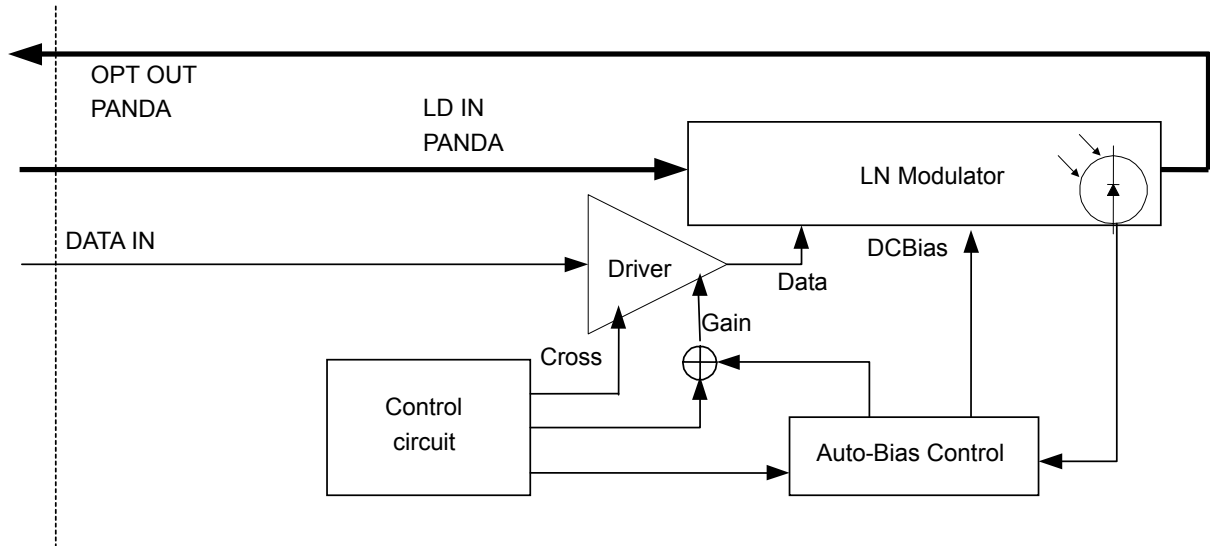 OPT OUT
PANDA
LD IN
PANDA
LN Modulator
DATA IN
DCBias
Driver
Data
Gain
Cross
Control
circuit
Auto-Bias Control